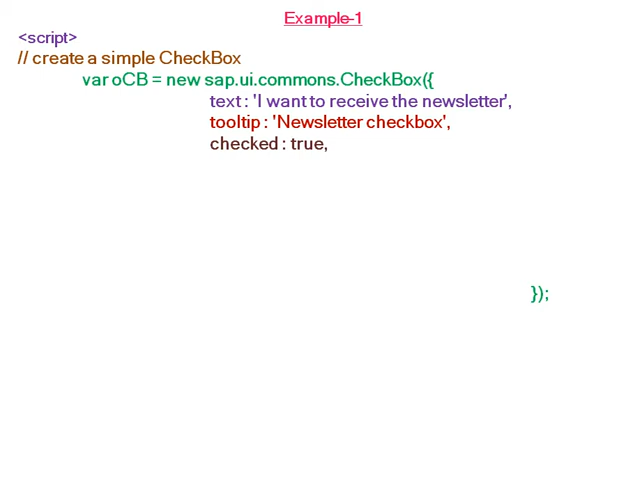 Example-1
<script>
// create a simple CheckBox
var oCB = new sap.ui.commons.CheckBox({
text : 'I want to receive the newsletter',
tooltip : 'Newsletter checkbox',
checked : true,
});